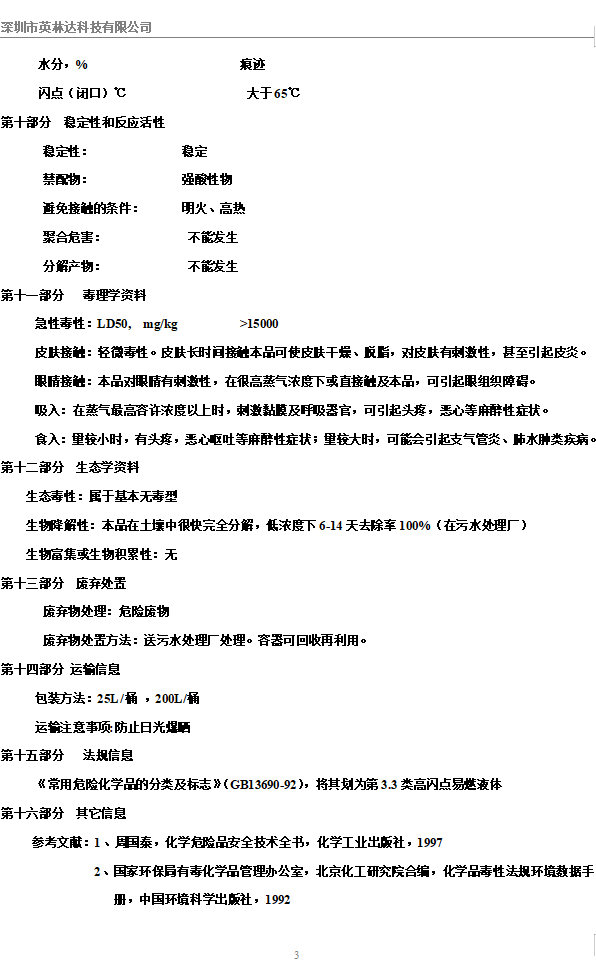 深圳市英菻达科技有限公司
水分，% 痕迹
闪点（闭口）℃ 大于65℃
第十部分 稳定性和反应活性
稳定性： 稳定
禁配物： 强酸性物
避免接触的条件： 明火、高热
聚合危害： 不能发生
分解产物： 不能发生
第十一部分 毒理学资料
急性毒性：LD50, mg/kg >15000
皮肤接触：轻微毒性。皮肤长时间接触本品可使皮肤干燥、脱脂，对皮肤有刺激性，甚至引起皮炎。
眼睛接触：本品对眼睛有刺激性，在很高蒸气浓度下或直接触及本品，可引起眼组织障碍。
吸入：在蒸气最高容许浓度以上时，刺激黏膜及呼吸器官，可引起头疼，恶心等麻醉性症状。
食入：量较小时，有头疼，恶心呕吐等麻醉性症状；量较大时，可能会引起支气管炎、肺水肿类疾病。
第十二部分 生态学资料
生态毒性：属于基本无毒型
生物降解性：本品在土壤中很快完全分解，低浓度下 6-14 天去除率 100%（在污水处理厂）
生物富集或生物积累性：无
第十三部分 废弃处置
废弃物处理：危险废物
废弃物处置方法：送污水处理厂处理。容器可回收再利用。
第十四部分 运输信息
包装方法：25L /桶 ，200L/桶
运输注意事项:防止日光爆晒
第十五部分 法规信息
《常用危险化学品的分类及标志》（GB13690-92），将其划为第 3.3 类高闪点易燃液体
第十六部分 其它信息
参考文献：1、周国泰，化学危险品安全技术全书，化学工业出版社，1997
2、国家环保局有毒化学品管理办公室，北京化工研究院合编，化学品毒性法规环境数据手
册，中国环境科学出版社，1992
3